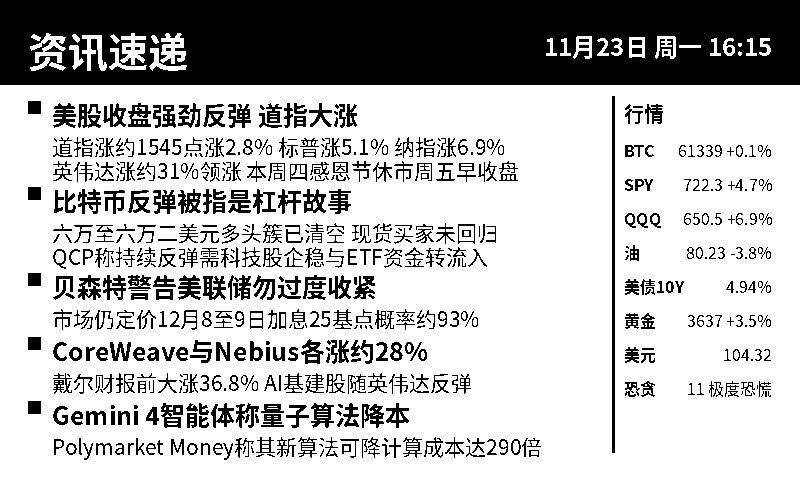 资讯速递
11月23日 周一 16:15
美股收盘强劲反弹 道指大涨
道指涨约1545点涨2.8% 标普涨5.1% 纳指涨6.9%
英伟达涨约31%领涨 本周四感恩节休市周五早收盘
比特币反弹被指是杠杆故事
六万至六万二美元多头簇已清空 现货买家未回归
QCP称持续反弹需科技股企稳与ETF资金转流入
贝森特警告美联储勿过度收紧
市场仍定价12月8至9日加息25基点概率约93%
CoreWeave与Nebius各涨约28%
戴尔财报前大涨36.8% AI基建股随英伟达反弹
Gemini 4智能体称量子算法降本
Polymarket Money称其新算法可降计算成本达290倍
行情
BTC 61339 +0.1%
SPY 722.3 +4.7%
QQQ 650.5 +6.9%
油 80.23 -3.8%
美债10Y 4.94%
黄金 3637 +3.5%
美元 104.32
恐贪 11 极度恐慌